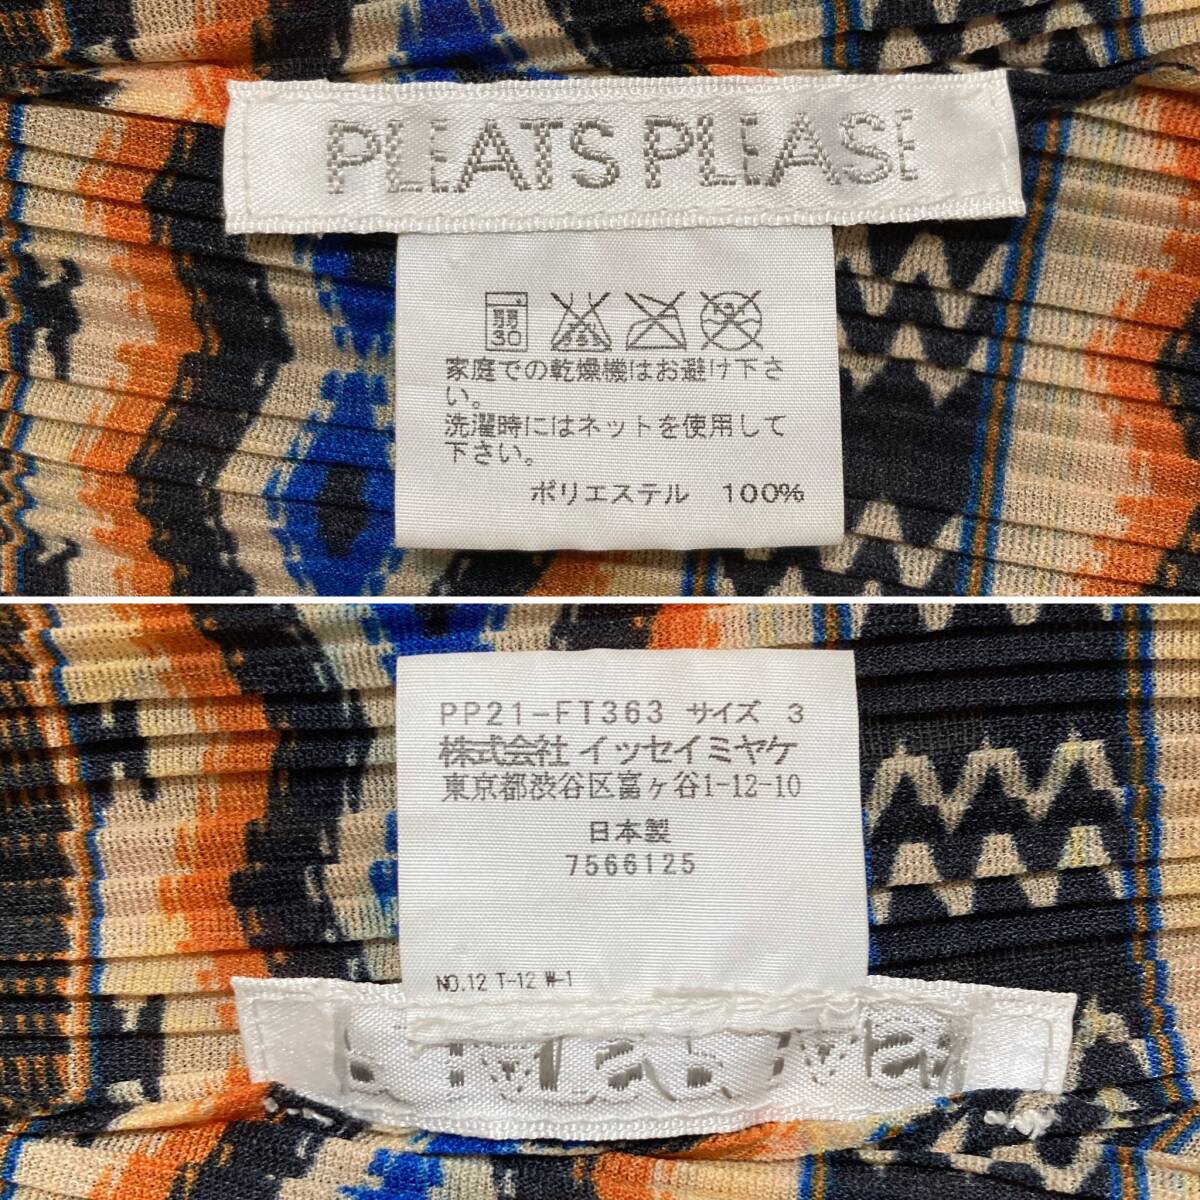 PLEATS PLEASE
弱
30
家庭での乾燥機はお避け下さ
い。
洗濯時にはネットを使用して
下さい。
ポリエステル 100%
PP21-FT363 サイズ 3
株式会社 イッセイミヤケ
東京都渋谷区富ヶ谷1-12-10
日本製
7566125
NO.12 T-12 W-1